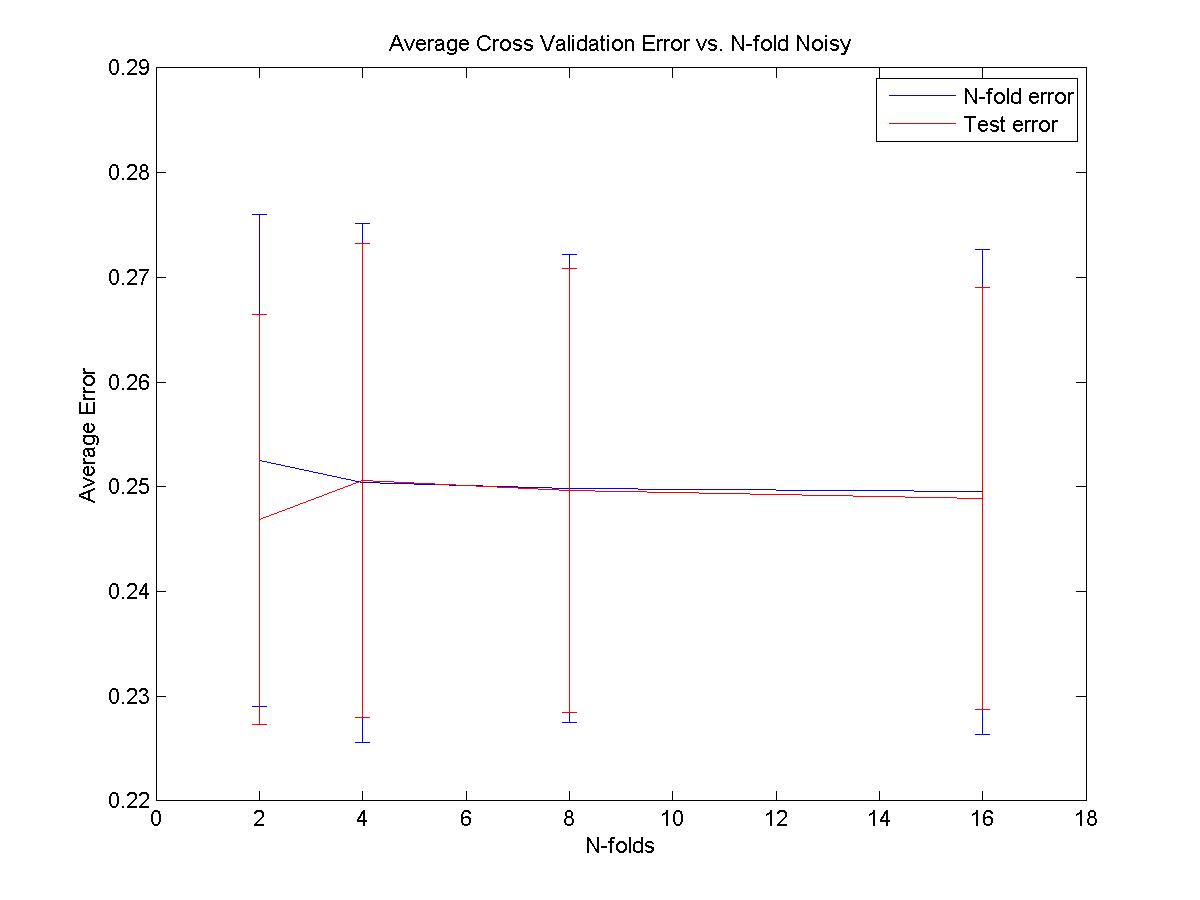 Average Cross Validation Error vs. N-fold Noisy
N-fold error
Test error
0.29
0.28
0.27
0.26
0.25
0.24
0.23
0.22
Average Error
0 2 4 6 8 10 12 14 16 18
N-folds